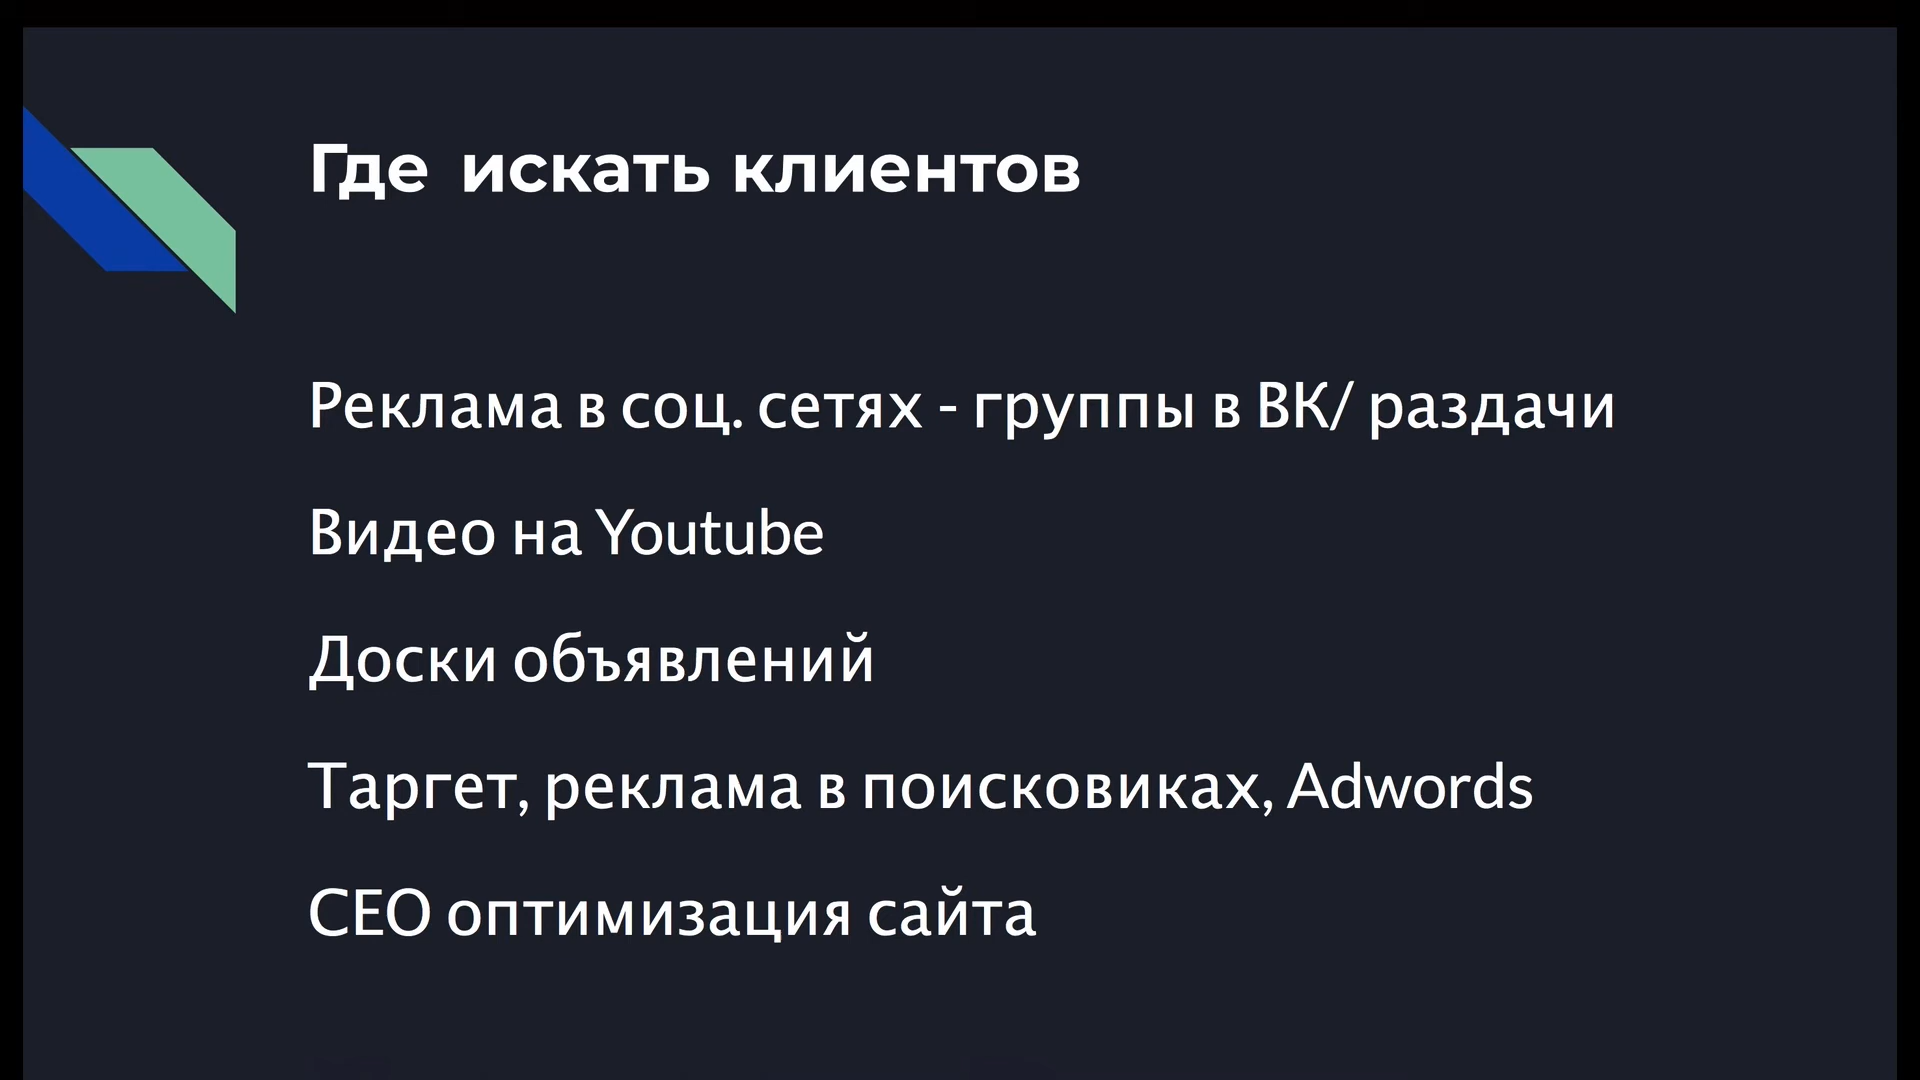 Где искать клиентов
Реклама в соц. сетях - группы в ВК/ раздачи
Видео на Youtube
Доски объявлений
Таргет, реклама в поисковиках, Adwords
СЕО оптимизация сайта